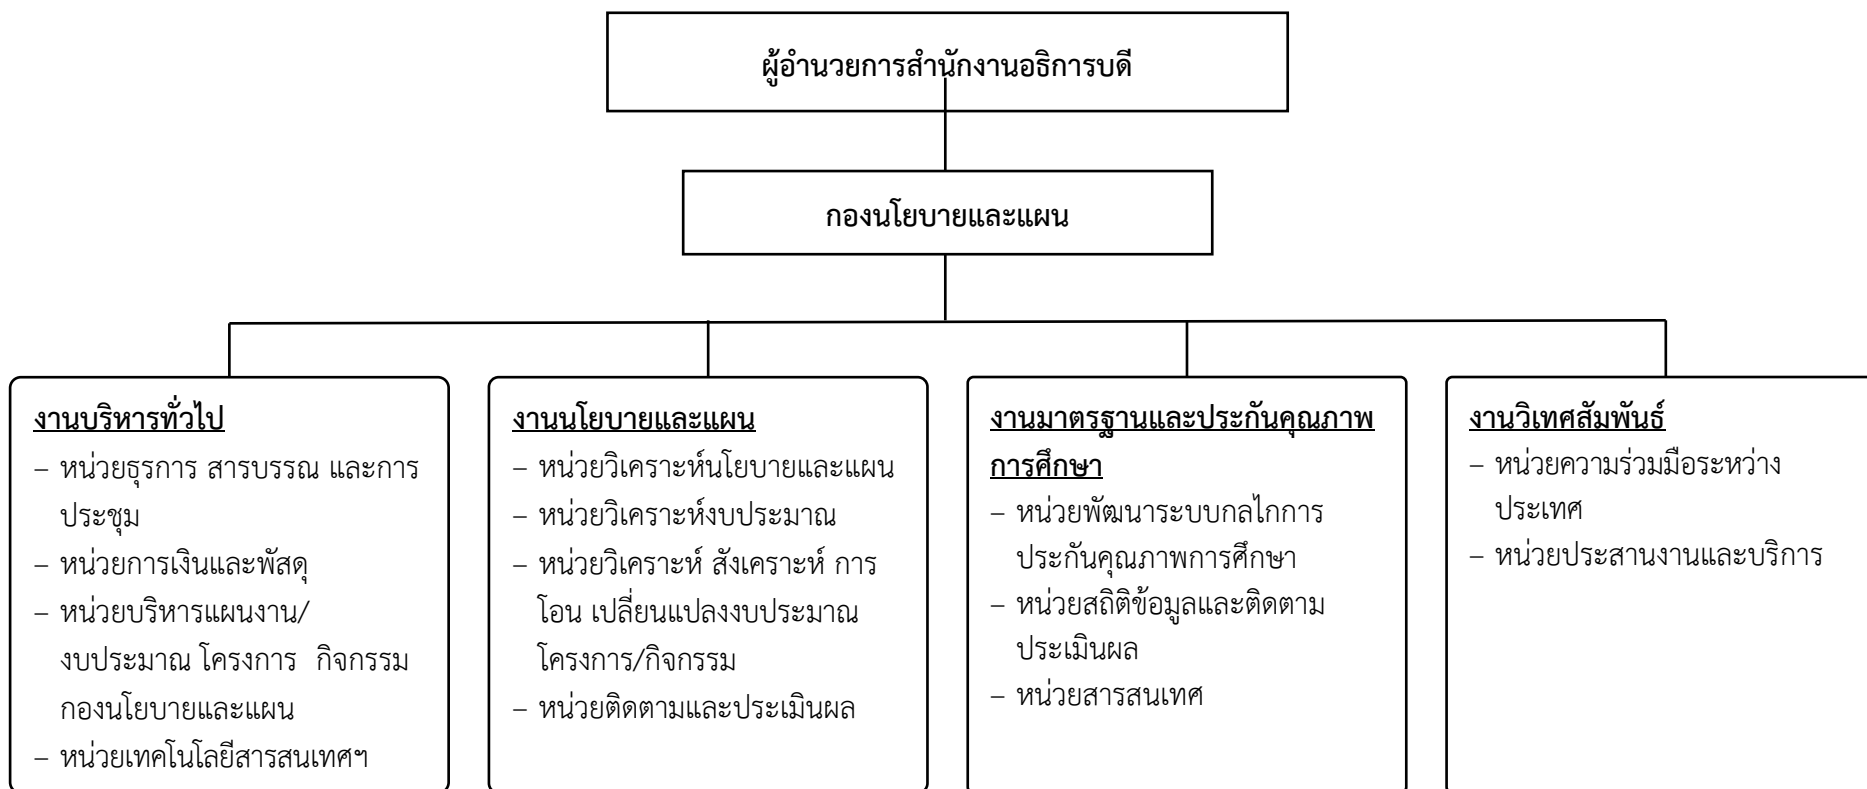 ผู้อำนวยการสำนักงานอธิการบดี
กองนโยบายและแผน
งานบริหารทั่วไป
– หน่วยธุรการ สารบรรณ และการ
ประชุม
– หน่วยการเงินและพัสดุ
– หน่วยบริหารแผนงาน/
งบประมาณ โครงการ กิจกรรม
กองนโยบายและแผน
– หน่วยเทคโนโลยีสารสนเทศฯ
งานนโยบายและแผน
– หน่วยวิเคราะห์นโยบายและแผน
– หน่วยวิเคราะห์งบประมาณ
– หน่วยวิเคราะห์ สังเคราะห์ การ
โอน เปลี่ยนแปลงงบประมาณ
โครงการ/กิจกรรม
– หน่วยติดตามและประเมินผล
งานมาตรฐานและประกันคุณภาพ
การศึกษา
– หน่วยพัฒนาระบบกลไกการ
ประกันคุณภาพการศึกษา
– หน่วยสถิติข้อมูลและติดตาม
ประเมินผล
– หน่วยสารสนเทศ
งานวิเทศสัมพันธ์
– หน่วยความร่วมมือระหว่าง
ประเทศ
– หน่วยประสานงานและบริการ